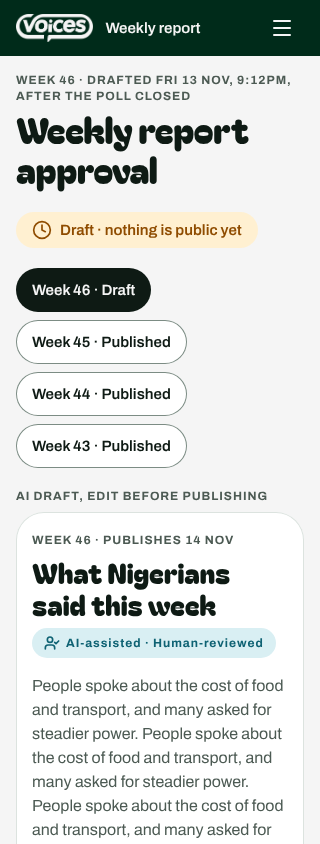 Voices
Weekly report
WEEK 46 · DRAFTED FRI 13 NOV, 9:12PM,
AFTER THE POLL CLOSED
Weekly report
approval
Draft · nothing is public yet
Week 46 · Draft
Week 45 · Published
Week 44 · Published
Week 43 · Published
AI DRAFT, EDIT BEFORE PUBLISHING
WEEK 46 · PUBLISHES 14 NOV
What Nigerians
said this week
AI-assisted · Human-reviewed
People spoke about the cost of food
and transport, and many asked for
steadier power. People spoke about
the cost of food and transport, and
many asked for steadier power.
People spoke about the cost of food
and transport, and many asked for